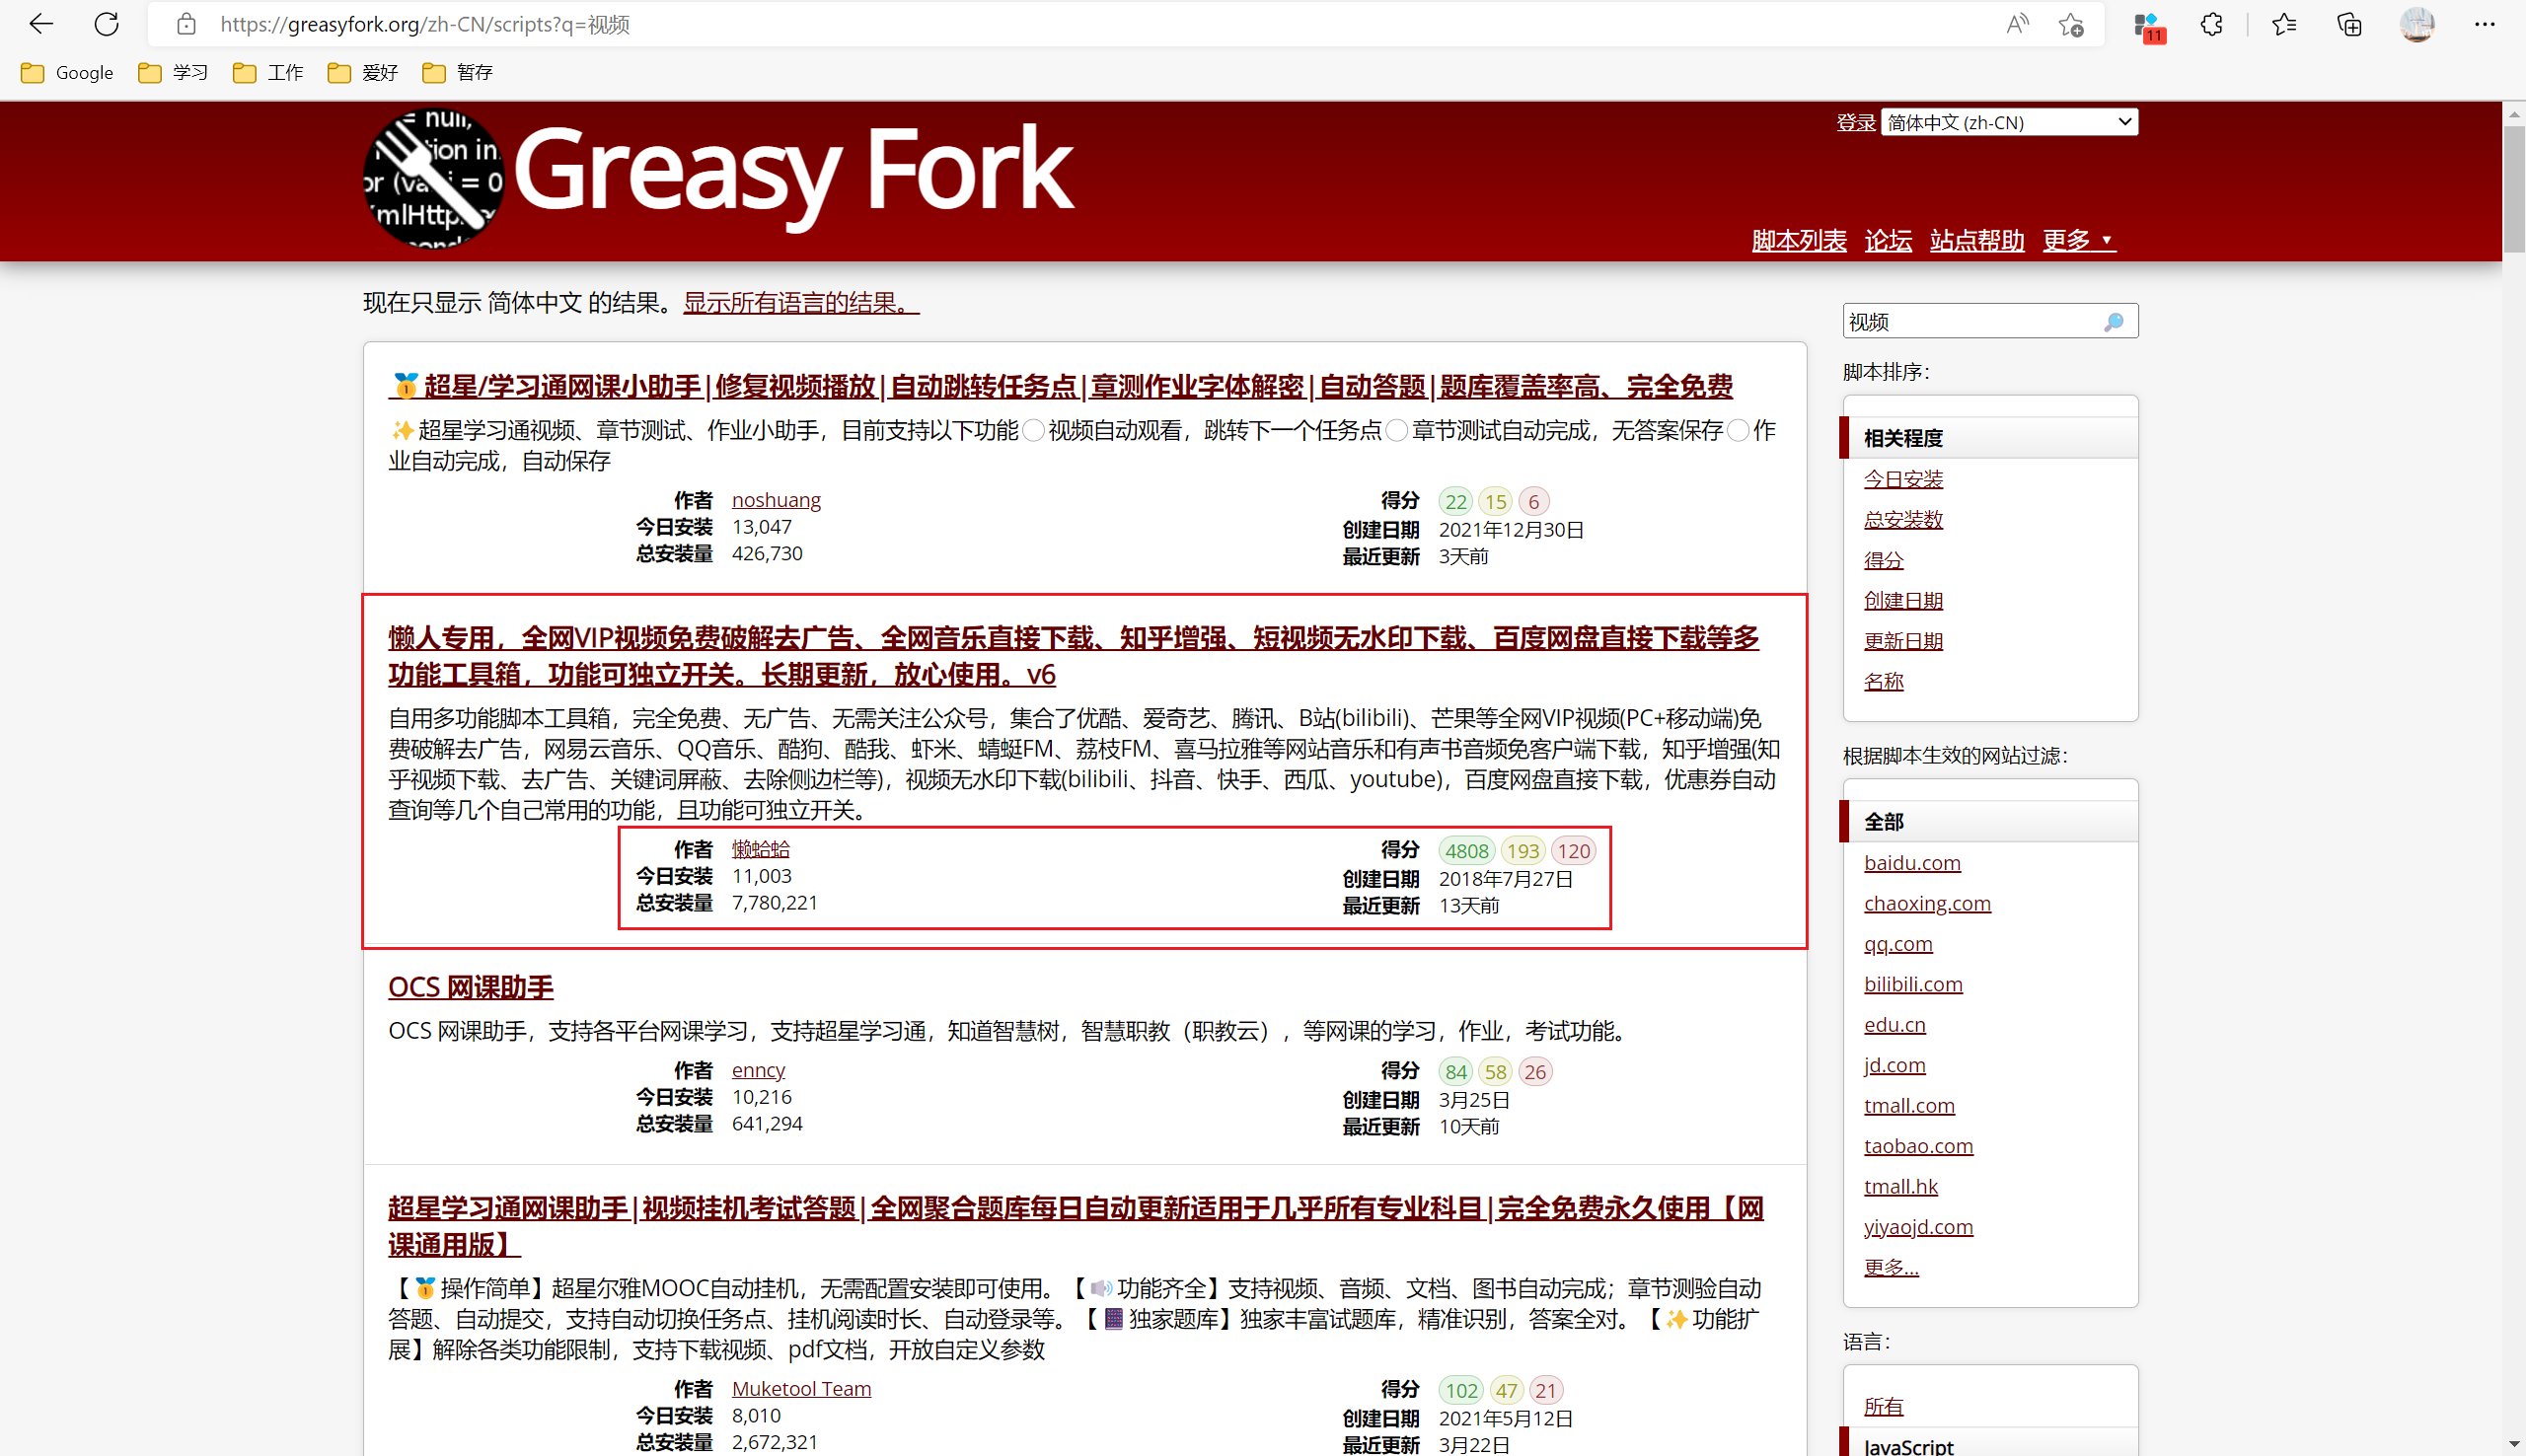 https://greasyfork.org/zh-CN/scripts?q=视频
11
Google 学习 工作 爱好 暂存
Greasy Fork
登录 简体中文 (zh-CN)
脚本列表 论坛 站点帮助 更多 ▼
现在只显示 简体中文 的结果。显示所有语言的结果。
🥇超星/学习通网课小助手|修复视频播放|自动跳转任务点|章测作业字体解密|自动答题|题库覆盖率高、完全免费
✨超星学习通视频、章节测试、作业小助手，目前支持以下功能◯视频自动观看，跳转下一个任务点◯章节测试自动完成，无答案保存◯作
业自动完成，自动保存
作者 noshuang 得分 22 15 6
今日安装 13,047 创建日期 2021年12月30日
总安装量 426,730 最近更新 3天前
懒人专用，全网VIP视频免费破解去广告、全网音乐直接下载、知乎增强、短视频无水印下载、百度网盘直接下载等多
功能工具箱，功能可独立开关。长期更新，放心使用。v6
自用多功能脚本工具箱，完全免费、无广告、无需关注公众号，集合了优酷、爱奇艺、腾讯、B站(bilibili)、芒果等全网VIP视频(PC+移动端)免
费破解去广告，网易云音乐、QQ音乐、酷狗、酷我、虾米、蜻蜓FM、荔枝FM、喜马拉雅等网站音乐和有声书音频免客户端下载，知乎增强(知
乎视频下载、去广告、关键词屏蔽、去除侧边栏等)，视频无水印下载(bilibili、抖音、快手、西瓜、youtube)，百度网盘直接下载，优惠券自动
查询等几个自己常用的功能，且功能可独立开关。
作者 懒蛤蛤 得分 4808 193 120
今日安装 11,003 创建日期 2018年7月27日
总安装量 7,780,221 最近更新 13天前
OCS 网课助手
OCS 网课助手，支持各平台网课学习，支持超星学习通，知道智慧树，智慧职教（职教云），等网课的学习，作业，考试功能。
作者 enncy 得分 84 58 26
今日安装 10,216 创建日期 3月25日
总安装量 641,294 最近更新 10天前
超星学习通网课助手|视频挂机考试答题|全网聚合题库每日自动更新适用于几乎所有专业科目|完全免费永久使用【网
课通用版】
【🥇操作简单】超星尔雅MOOC自动挂机，无需配置安装即可使用。【🔊功能齐全】支持视频、音频、文档、图书自动完成；章节测验自动
答题、自动提交，支持自动切换任务点、挂机阅读时长、自动登录等。【📓独家题库】独家丰富试题库，精准识别，答案全对。【✨功能扩
展】解除各类功能限制，支持下载视频、pdf文档，开放自定义参数
作者 Muketool Team 得分 102 47 21
今日安装 8,010 创建日期 2021年5月12日
总安装量 2,672,321 最近更新 3月22日
视频
脚本排序：
相关程度
今日安装
总安装数
得分
创建日期
更新日期
名称
根据脚本生效的网站过滤：
全部
baidu.com
chaoxing.com
qq.com
bilibili.com
edu.cn
jd.com
tmall.com
taobao.com
tmall.hk
yiyaojd.com
更多...
语言：
所有
JavaScript